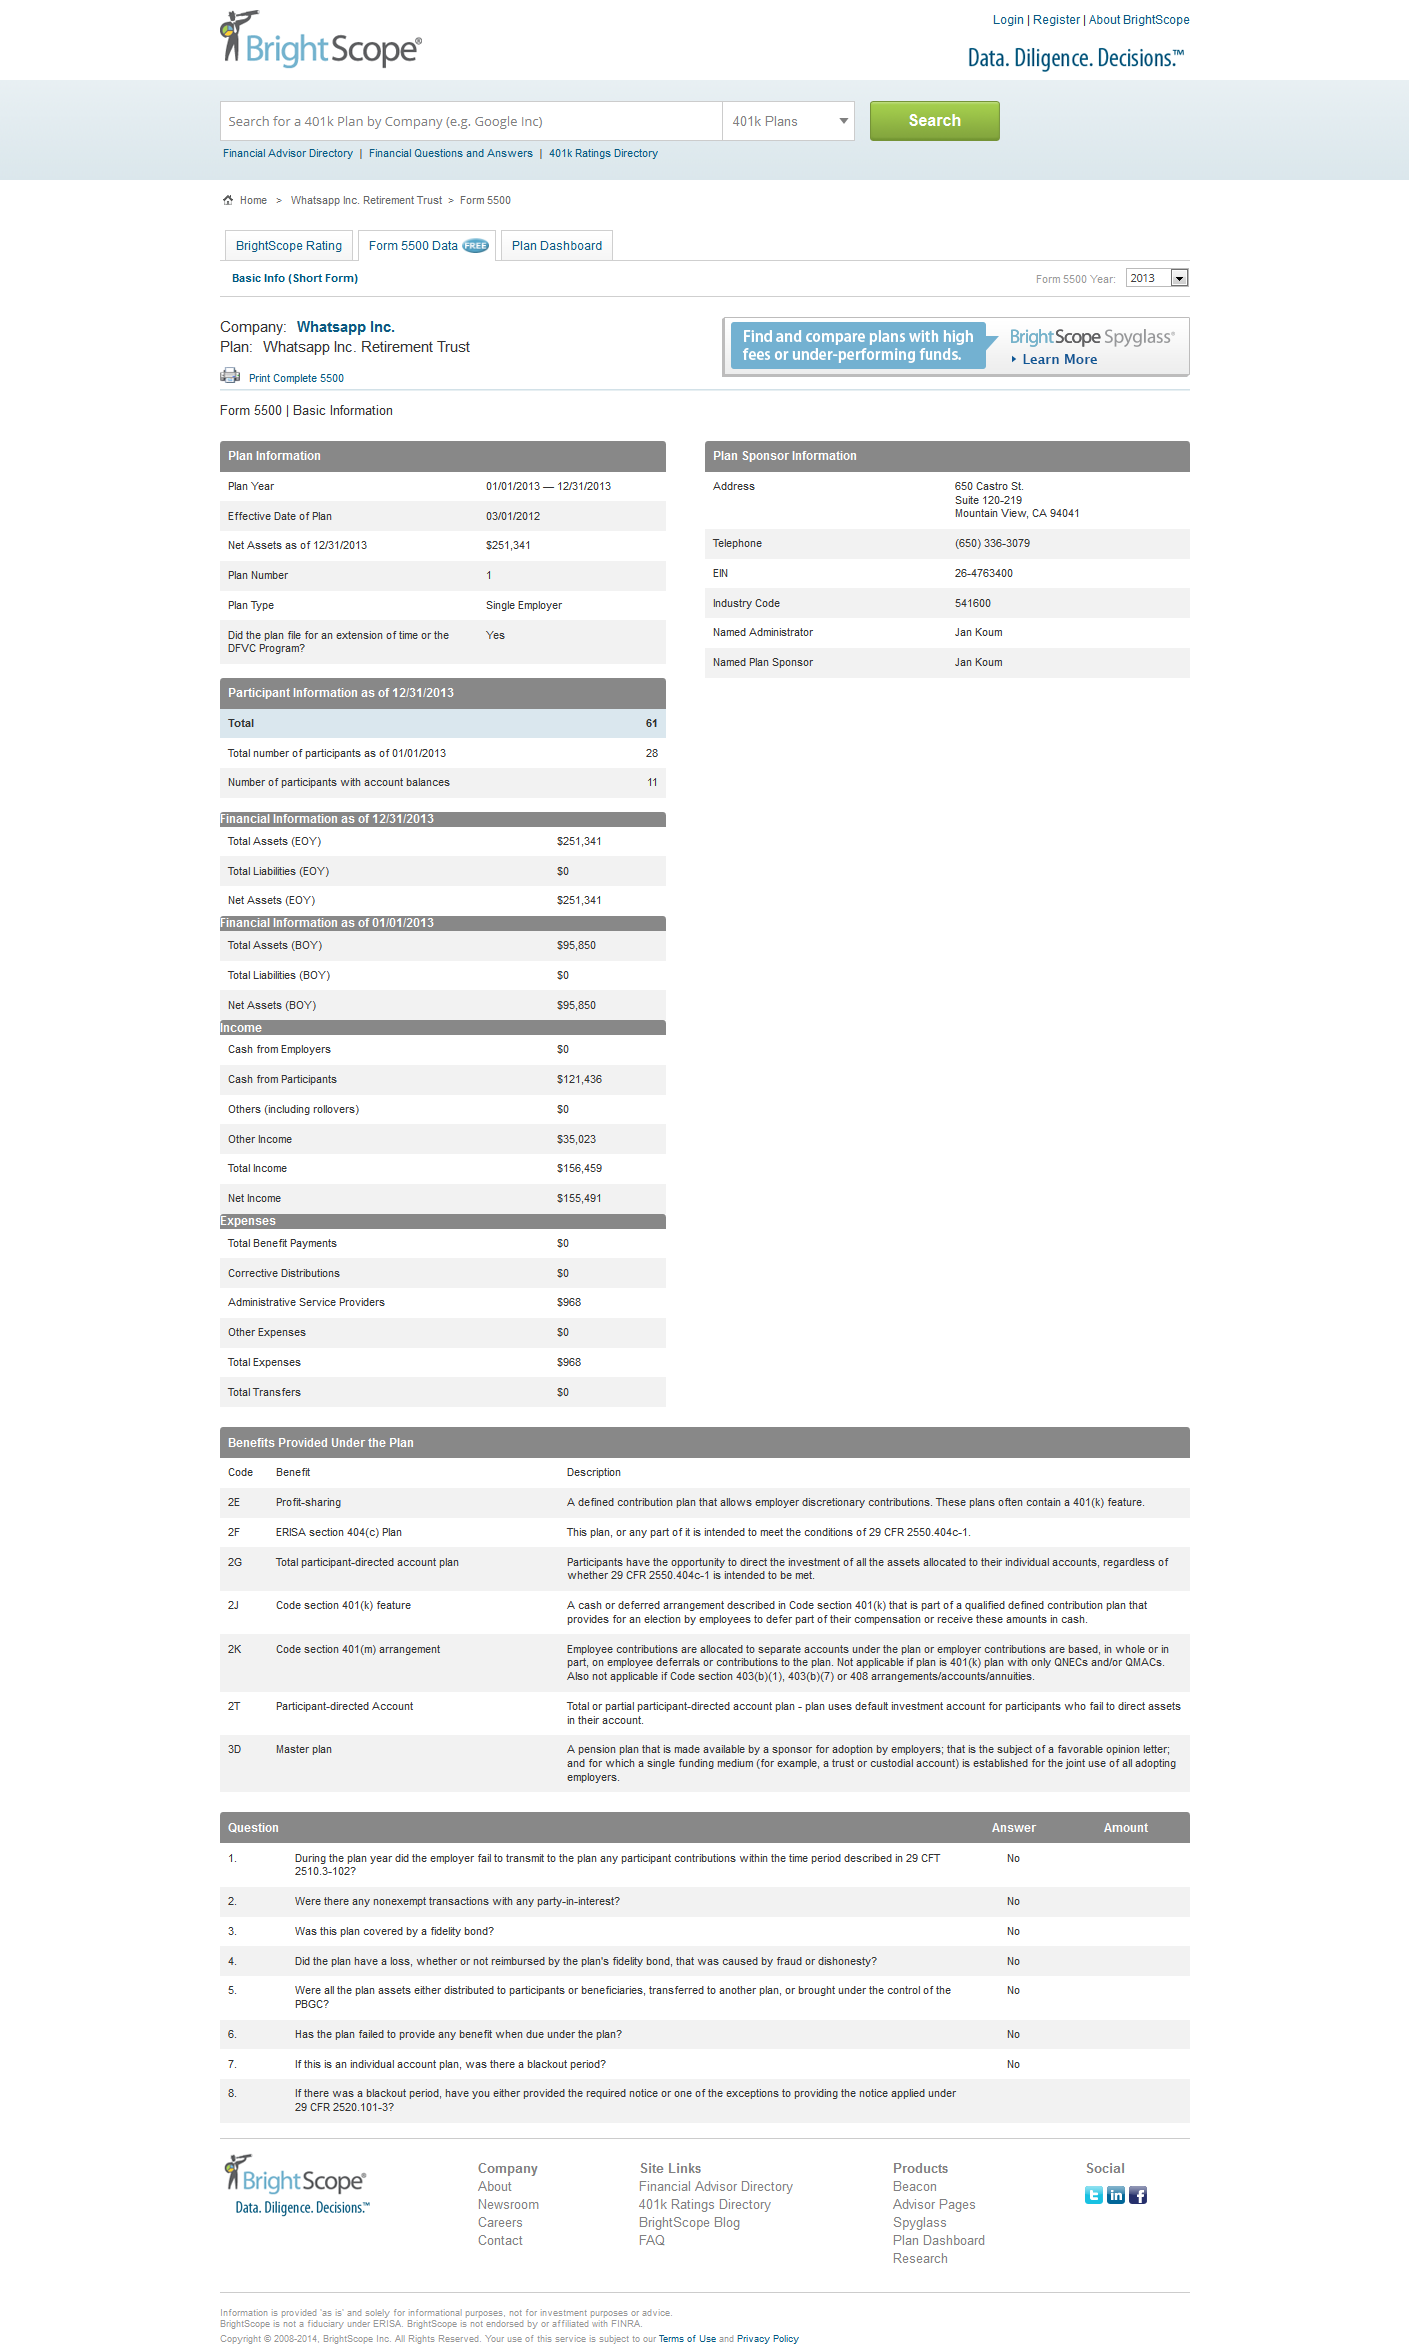 BrightScope®
Login | Register | About BrightScope
Data. Diligence. Decisions.™
Search for a 401k Plan by Company (e.g. Google Inc)
401k Plans
Search
Financial Advisor Directory | Financial Questions and Answers | 401k Ratings Directory
Home > Whatsapp Inc. Retirement Trust > Form 5500
BrightScope Rating
Form 5500 Data FREE
Plan Dashboard
Basic Info (Short Form)
Form 5500 Year: 2013
Company: Whatsapp Inc.
Plan: Whatsapp Inc. Retirement Trust
Print Complete 5500
Find and compare plans with high
fees or under-performing funds.
BrightScope Spyglass®
Learn More
Form 5500 | Basic Information
Plan Information
Plan Year 01/01/2013 — 12/31/2013
Effective Date of Plan 03/01/2012
Net Assets as of 12/31/2013 $251,341
Plan Number 1
Plan Type Single Employer
Did the plan file for an extension of time or the Yes
DFVC Program?
Plan Sponsor Information
Address 650 Castro St.
Suite 120-219
Mountain View, CA 94041
Telephone (650) 336-3079
EIN 26-4763400
Industry Code 541600
Named Administrator Jan Koum
Named Plan Sponsor Jan Koum
Participant Information as of 12/31/2013
Total 61
Total number of participants as of 01/01/2013 28
Number of participants with account balances 11
Financial Information as of 12/31/2013
Total Assets (EOY) $251,341
Total Liabilities (EOY) $0
Net Assets (EOY) $251,341
Financial Information as of 01/01/2013
Total Assets (BOY) $95,850
Total Liabilities (BOY) $0
Net Assets (BOY) $95,850
Income
Cash from Employers $0
Cash from Participants $121,436
Others (including rollovers) $0
Other Income $35,023
Total Income $156,459
Net Income $155,491
Expenses
Total Benefit Payments $0
Corrective Distributions $0
Administrative Service Providers $968
Other Expenses $0
Total Expenses $968
Total Transfers $0
Benefits Provided Under the Plan
Code Benefit Description
2E Profit-sharing A defined contribution plan that allows employer discretionary contributions. These plans often contain a 401(k) feature.
2F ERISA section 404(c) Plan This plan, or any part of it is intended to meet the conditions of 29 CFR 2550.404c-1.
2G Total participant-directed account plan Participants have the opportunity to direct the investment of all the assets allocated to their individual accounts, regardless of
whether 29 CFR 2550.404c-1 is intended to be met.
2J Code section 401(k) feature A cash or deferred arrangement described in Code section 401(k) that is part of a qualified defined contribution plan that
provides for an election by employees to defer part of their compensation or receive these amounts in cash.
2K Code section 401(m) arrangement Employee contributions are allocated to separate accounts under the plan or employer contributions are based, in whole or in
part, on employee deferrals or contributions to the plan. Not applicable if plan is 401(k) plan with only QNECs and/or QMACs.
Also not applicable if Code section 403(b)(1), 403(b)(7) or 408 arrangements/accounts/annuities.
2T Participant-directed Account Total or partial participant-directed account plan - plan uses default investment account for participants who fail to direct assets
in their account.
3D Master plan A pension plan that is made available by a sponsor for adoption by employers; that is the subject of a favorable opinion letter;
and for which a single funding medium (for example, a trust or custodial account) is established for the joint use of all adopting
employers.
Question Answer Amount
1. During the plan year did the employer fail to transmit to the plan any participant contributions within the time period described in 29 CFT No
2510.3-102?
2. Were there any nonexempt transactions with any party-in-interest? No
3. Was this plan covered by a fidelity bond? No
4. Did the plan have a loss, whether or not reimbursed by the plan's fidelity bond, that was caused by fraud or dishonesty? No
5. Were all the plan assets either distributed to participants or beneficiaries, transferred to another plan, or brought under the control of the No
PBGC?
6. Has the plan failed to provide any benefit when due under the plan? No
7. If this is an individual account plan, was there a blackout period? No
8. If there was a blackout period, have you either provided the required notice or one of the exceptions to providing the notice applied under
29 CFR 2520.101-3?
BrightScope®
Data. Diligence. Decisions.™
Company
About
Newsroom
Careers
Contact
Site Links
Financial Advisor Directory
401k Ratings Directory
BrightScope Blog
FAQ
Products
Beacon
Advisor Pages
Spyglass
Plan Dashboard
Research
Social
Information is provided 'as is' and solely for informational purposes, not for investment purposes or advice.
BrightScope is not a fiduciary under ERISA. BrightScope is not endorsed by or affiliated with FINRA.
Copyright © 2008-2014, BrightScope Inc. All Rights Reserved. Your use of this service is subject to our Terms of Use and Privacy Policy